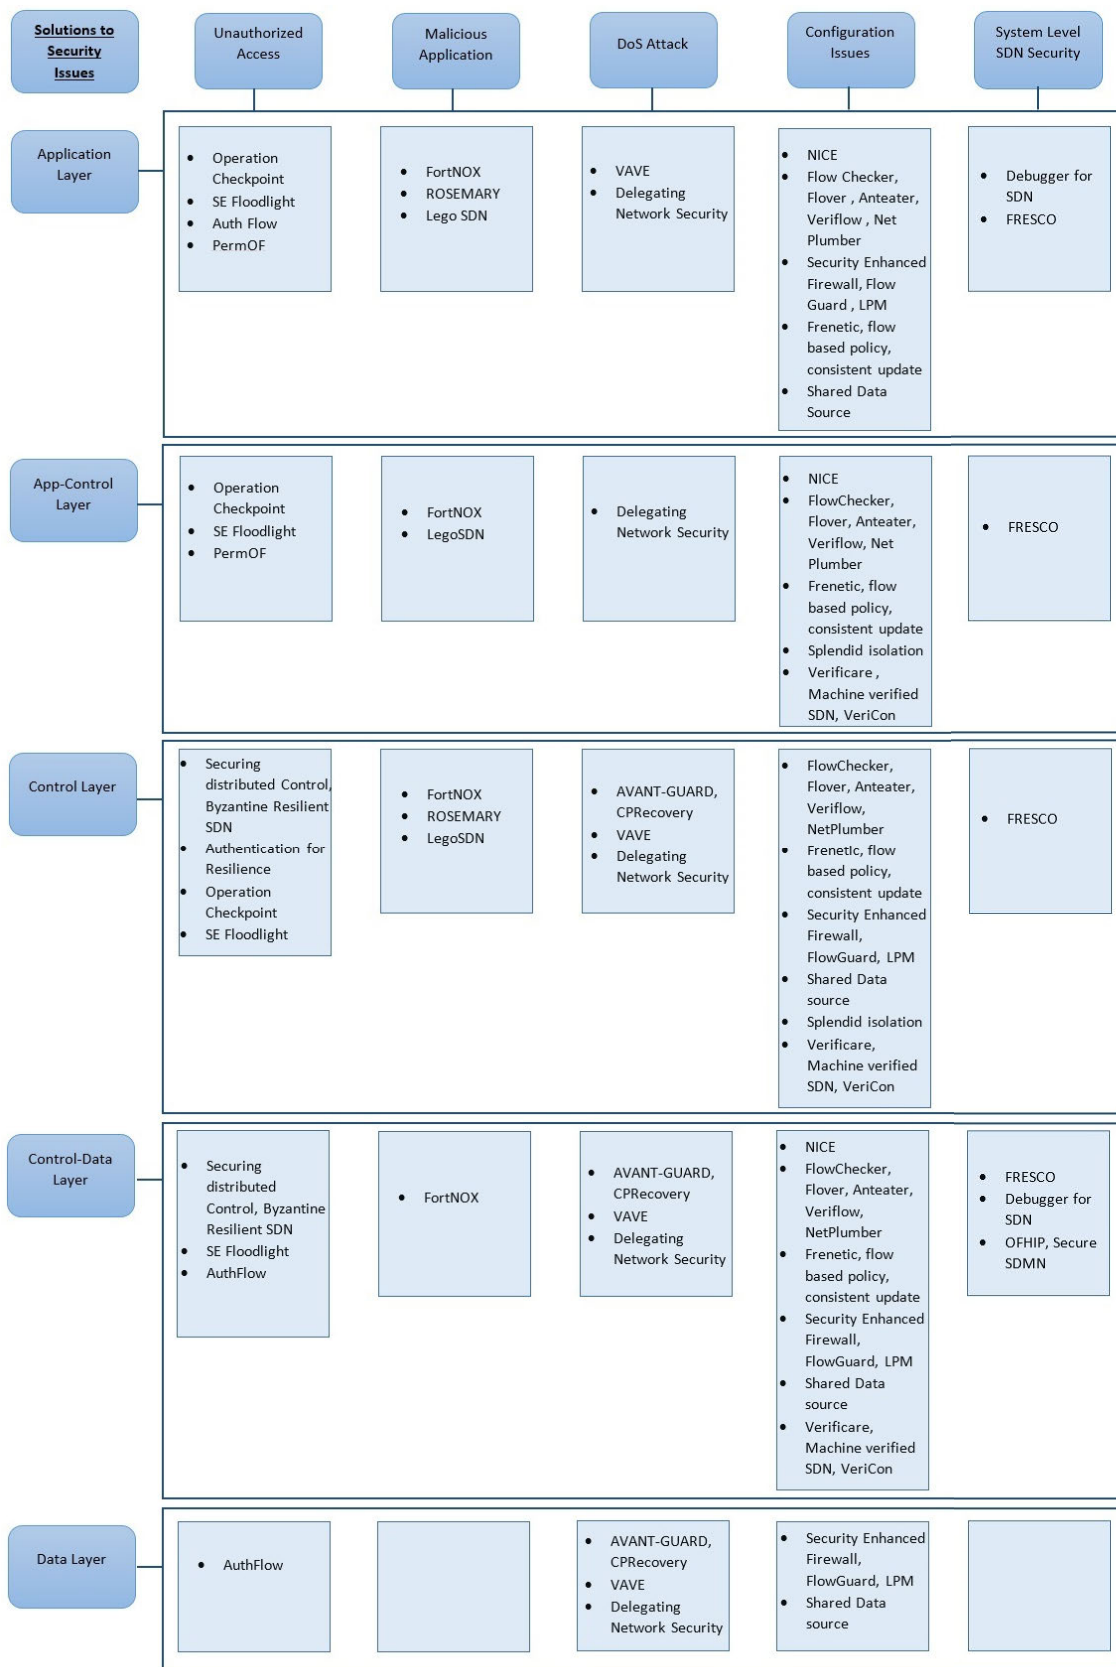 Solutions to
Security
Issues
Unauthorized
Access
Malicious
Application
DoS Attack
Configuration
Issues
System Level
SDN Security
Application
Layer
• Operation
Checkpoint
• SE Floodlight
• Auth Flow
• PermOF
• FortNOX
• ROSEMARY
• Lego SDN
• VAVE
• Delegating
Network Security
• NICE
• Flow Checker,
Flover , Anteater,
Veriflow , Net
Plumber
• Security Enhanced
Firewall, Flow
Guard , LPM
• Frenetic, flow
based policy,
consistent update
• Shared Data
Source
• Debugger for
SDN
• FRESCO
App-Control
Layer
• Operation
Checkpoint
• SE Floodlight
• PermOF
• FortNOX
• LegoSDN
• Delegating
Network Security
• NICE
• FlowChecker,
Flover, Anteater,
Veriflow, Net
Plumber
• Frenetic, flow
based policy,
consistent update
• Splendid isolation
• Verificare ,
Machine verified
SDN, VeriCon
• FRESCO
Control Layer
• Securing
distributed Control,
Byzantine Resilient
SDN
• Authentication for
Resilience
• Operation
Checkpoint
• SE Floodlight
• FortNOX
• ROSEMARY
• LegoSDN
• AVANT-GUARD,
CPRecovery
• VAVE
• Delegating
Network Security
• FlowChecker,
Flover, Anteater,
Veriflow,
NetPlumber
• Frenetic, flow
based policy,
consistent update
• Security Enhanced
Firewall,
FlowGuard, LPM
• Shared Data
source
• Splendid isolation
• Verificare,
Machine verified
SDN, VeriCon
• FRESCO
Control-Data
Layer
• Securing
distributed
Control, Byzantine
Resilient SDN
• SE Floodlight
• AuthFlow
• FortNOX
• AVANT-GUARD,
CPRecovery
• VAVE
• Delegating
Network Security
• NICE
• FlowChecker,
Flover, Anteater,
Veriflow,
NetPlumber
• Frenetic, flow
based policy,
consistent update
• Security Enhanced
Firewall,
FlowGuard, LPM
• Shared Data
source
• Verificare,
Machine verified
SDN, VeriCon
• FRESCO
• Debugger for
SDN
• OFHIP, Secure
SDMN
Data Layer
• AuthFlow
• AVANT-GUARD,
CPRecovery
• VAVE
• Delegating
Network Security
• Security Enhanced
Firewall,
FlowGuard, LPM
• Shared Data
source